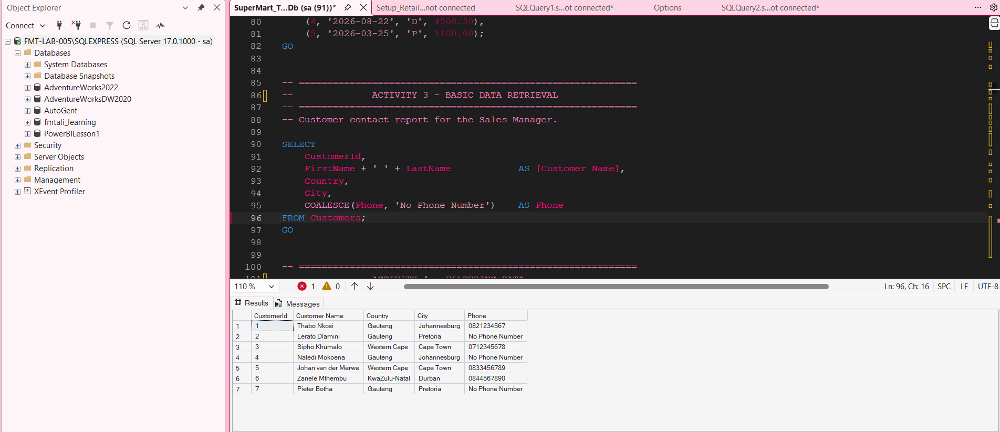 Object Explorer
Connect
FMT-LAB-005\SQLEXPRESS (SQL Server 17.0.1000 - sa)
Databases
System Databases
Database Snapshots
AdventureWorks2022
AdventureWorksDW2020
AutoGent
fmtali_learning
PowerBILesson1
Security
Server Objects
Replication
Management
XEvent Profiler
SuperMart_T...Db (sa (91))*
Setup_Retail...not connected
SQLQuery1.s...ot connected*
Options
SQLQuery2.s...ot connected*
80 (4, '2026-08-22', 'D', 4500.50),
81 (5, '2026-03-25', 'P', 1100.00);
82 GO
83
84
85 -- ============================================================
86 -- ACTIVITY 3 - BASIC DATA RETRIEVAL
87 -- ============================================================
88 -- Customer contact report for the Sales Manager.
89
90 SELECT
91 CustomerId,
92 FirstName + ' ' + LastName AS [Customer Name],
93 Country,
94 City,
95 COALESCE(Phone, 'No Phone Number') AS Phone
96 FROM Customers;
97 GO
98
99
100 -- ============================================================
101 ACTIVITY 4 - FILTERING DATA
110 % 1 0 Ln: 96, Ch: 16 SPC LF UTF-8
Results Messages
CustomerId Customer Name Country City Phone
1 1 Thabo Nkosi Gauteng Johannesburg 0821234567
2 2 Lerato Dlamini Gauteng Pretoria No Phone Number
3 3 Sipho Khumalo Western Cape Cape Town 0712345678
4 4 Naledi Mokoena Gauteng Johannesburg No Phone Number
5 5 Johan van der Merwe Western Cape Cape Town 0833456789
6 6 Zanele Mthembu KwaZulu-Natal Durban 0844567890
7 7 Pieter Botha Gauteng Pretoria No Phone Number